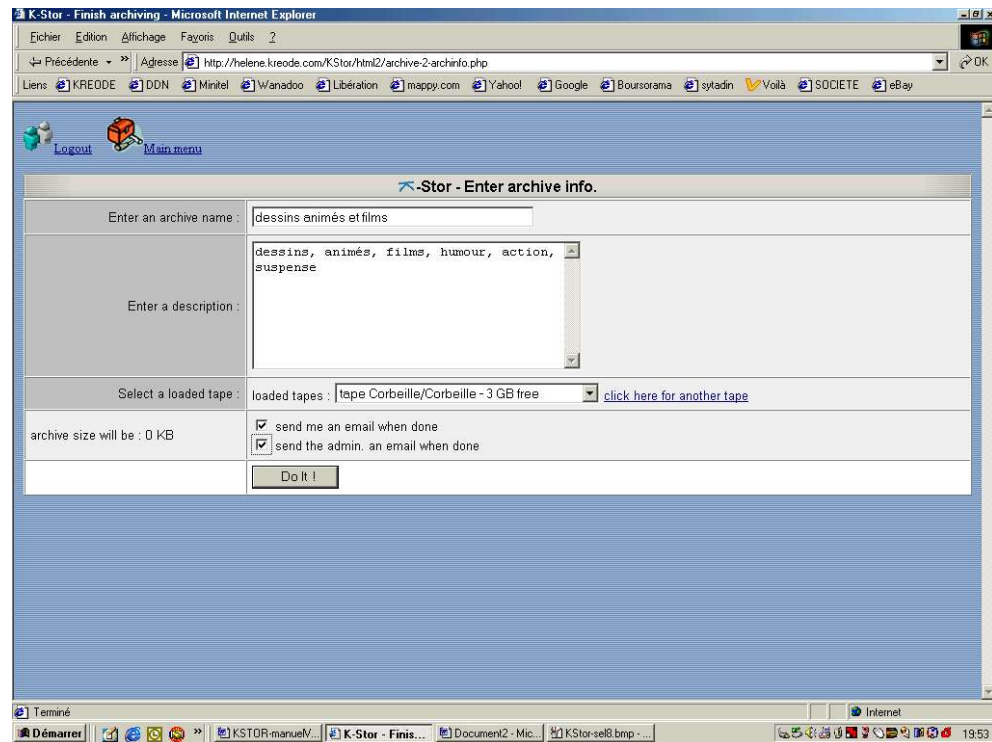 K-Stor - Finish archiving - Microsoft Internet Explorer
Eichier Edition Affichage Favoris Outils ?
Précédente » Adresse http://helene.kreode.com/KStor/html2/archive-2-archinfo.php OK
Liens KREODE DDN Minitel Wanadoo Libération mappy.com Yahoo! Google Boursorama sytadin Voilà SOCIETE eBay
Logout Main menu
K-Stor - Enter archive info.
Enter an archive name : dessins animés et films
Enter a description : dessins, animés, films, humour, action,
suspense
Select a loaded tape : loaded tapes : tape Corbeille/Corbeille - 3 GB free click here for another tape
archive size will be : 0 KB
send me an email when done
send the admin. an email when done
Do It !
Terminé Internet
Démarrer » KSTOR-manuelV... K-Stor - Finis... Document2 - Mic... KStor-sel8.bmp - ... 19:53